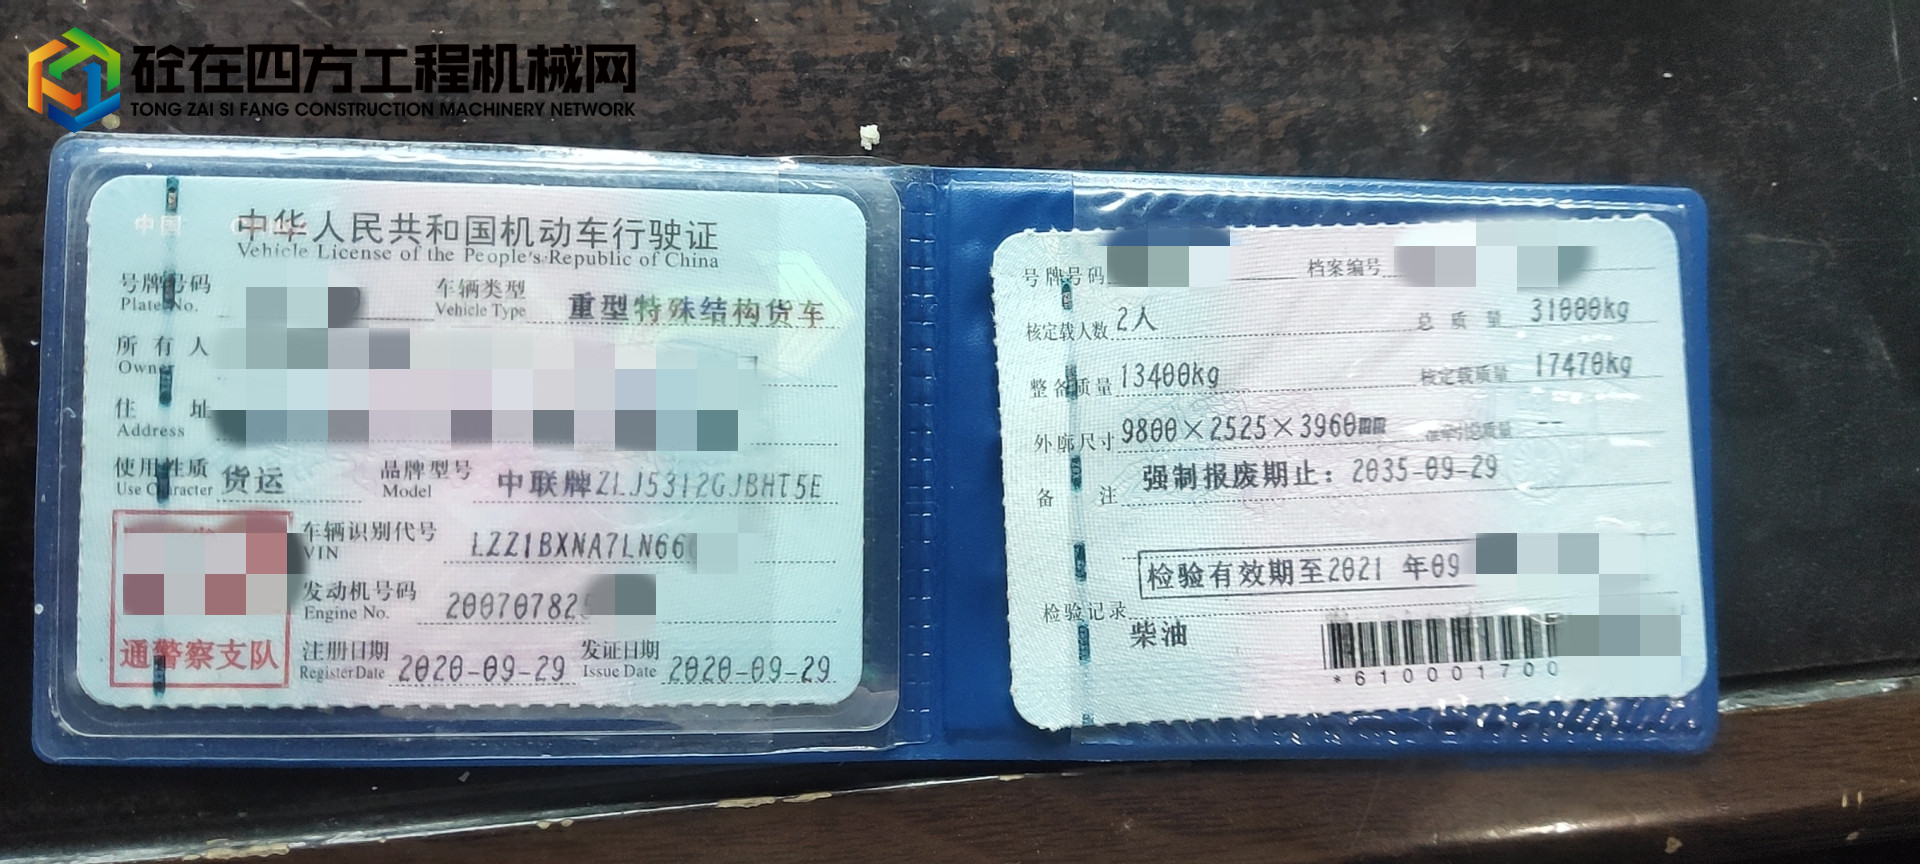 砼在四方工程机械网
TONG ZAI SI FANG CONSTRUCTION MACHINERY NETWORK
中国
中华人民共和国机动车行驶证
Vehicle License of the People's Republic of China
号牌号码
Plate No.
车辆类型
Vehicle Type
重型特殊结构货车
所有人
Owner
住址
Address
使用性质
Use Character
货运
品牌型号
Model
中联牌ZLJ5312GJBHT5E
车辆识别代号
VIN
LZZ1BXNA7LN66
发动机号码
Engine No.
200707825
通警察支队
注册日期
Register Date
2020-09-29
发证日期
Issue Date
2020-09-29
号牌号码
档案编号
核定载人数 2人
总质量 31000kg
整备质量 13400kg
核定载质量 17470kg
外廓尺寸 9800×2525×3960mm
准牵引总质量 --
备注 强制报废期止：2035-09-29
检验有效期至2021 年09
检验记录
柴油
*610001700